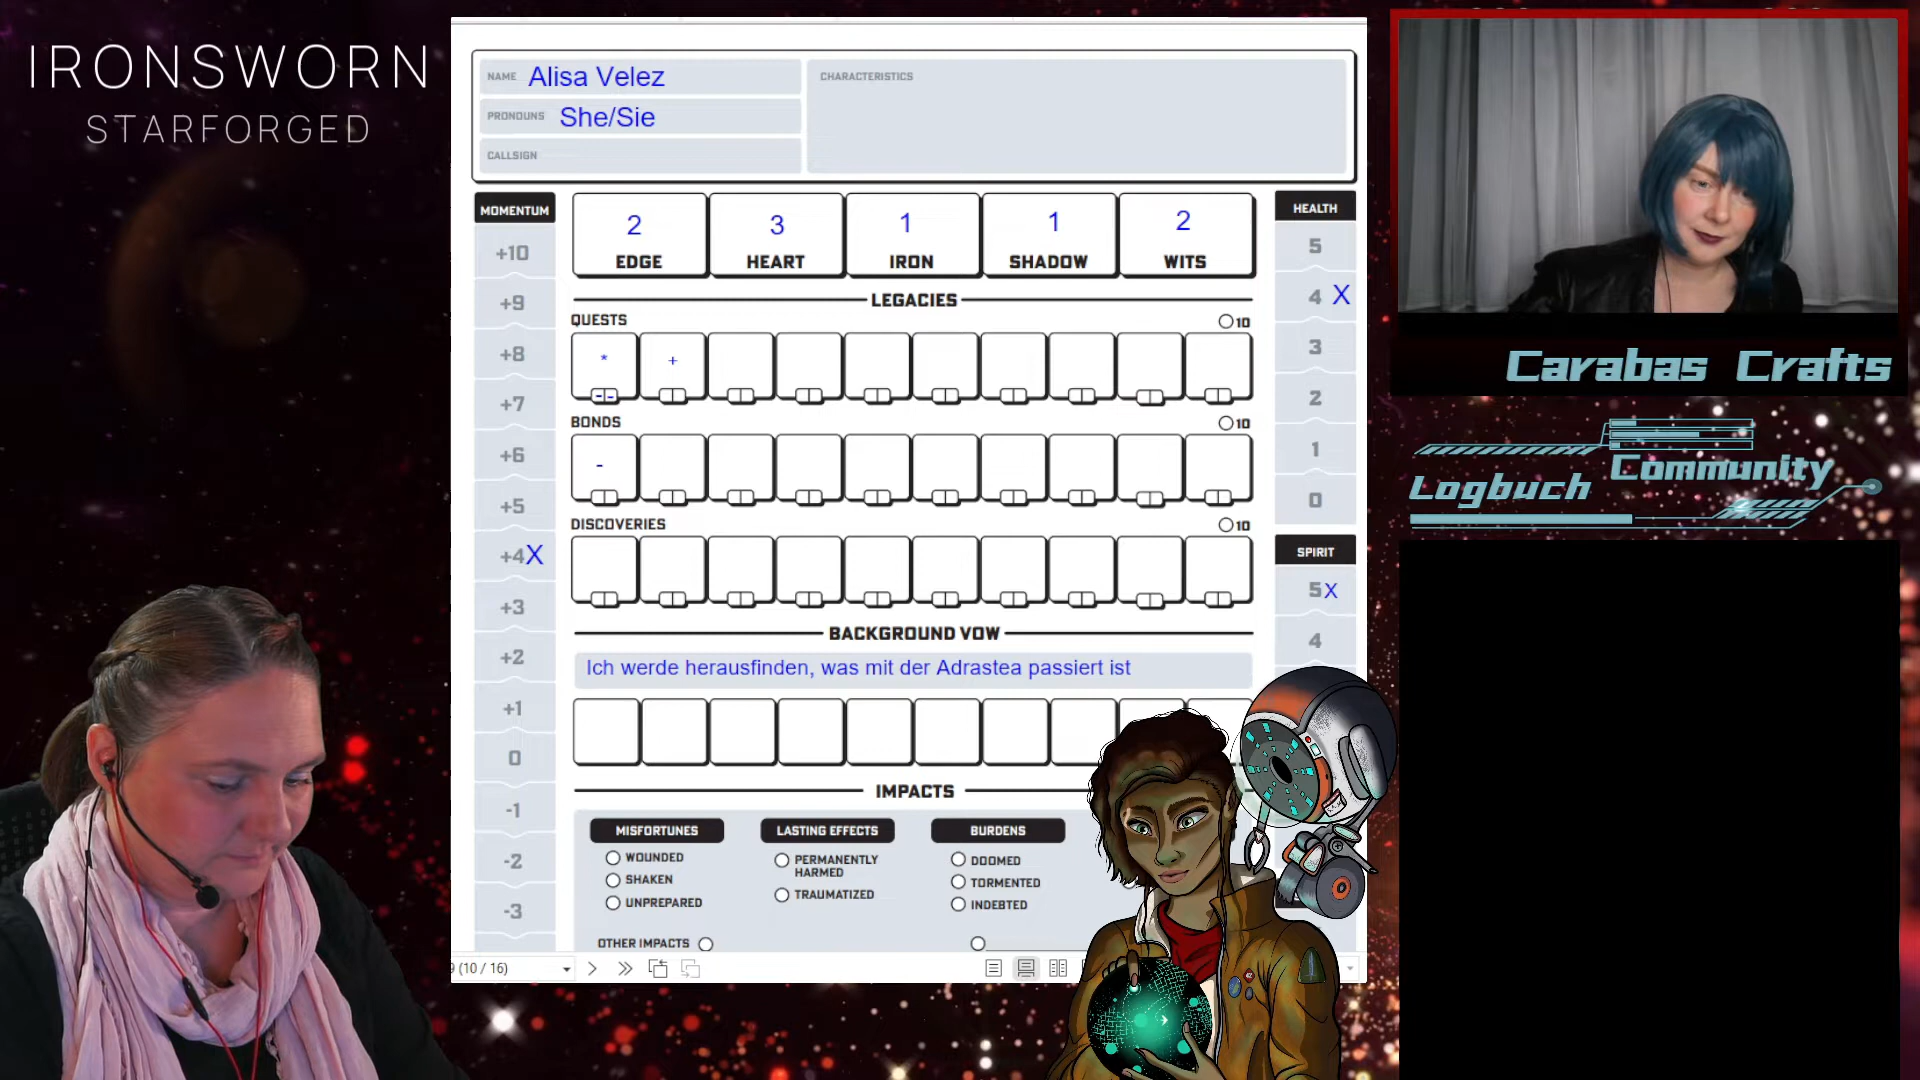 IRONSWORN
STARFORGED
NAME Alisa Velez
PRONOUNS She/Sie
CALLSIGN
CHARACTERISTICS
MOMENTUM
+10
+9
+8
+7
+6
+5
+4 X
+3
+2
+1
0
-1
-2
-3
2 3 1 1 2
EDGE HEART IRON SHADOW WITS
LEGACIES
QUESTS 10
* +
--
BONDS 10
-
DISCOVERIES 10
BACKGROUND VOW
Ich werde herausfinden, was mit der Adrastea passiert ist
IMPACTS
MISFORTUNES
WOUNDED
SHAKEN
UNPREPARED
LASTING EFFECTS
PERMANENTLY
HARMED
TRAUMATIZED
BURDENS
DOOMED
TORMENTED
INDEBTED
OTHER IMPACTS
HEALTH
5
4 X
3
2
1
0
SPIRIT
5 X
4
9 (10 / 16)
Carabas Crafts
Logbuch Community